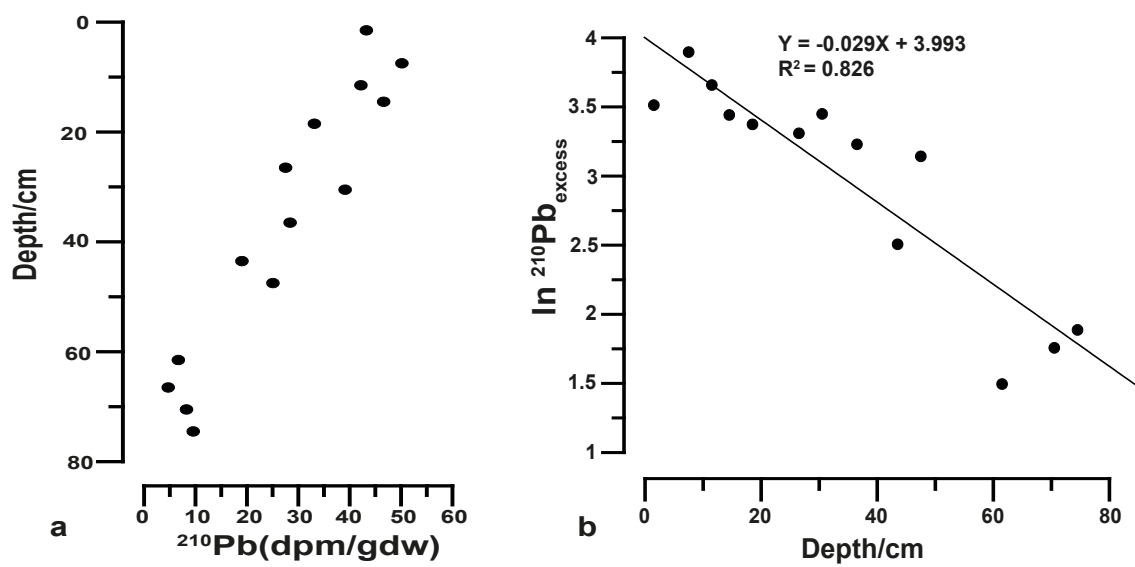 0
20
40
60
80
Depth/cm
0 10 20 30 40 50 60
²¹⁰Pb(dpm/gdw)
a
Y = -0.029X + 3.993
R² = 0.826
4
3.5
3
2.5
2
1.5
1
ln ²¹⁰Pbexcess
0 20 40 60 80
Depth/cm
b